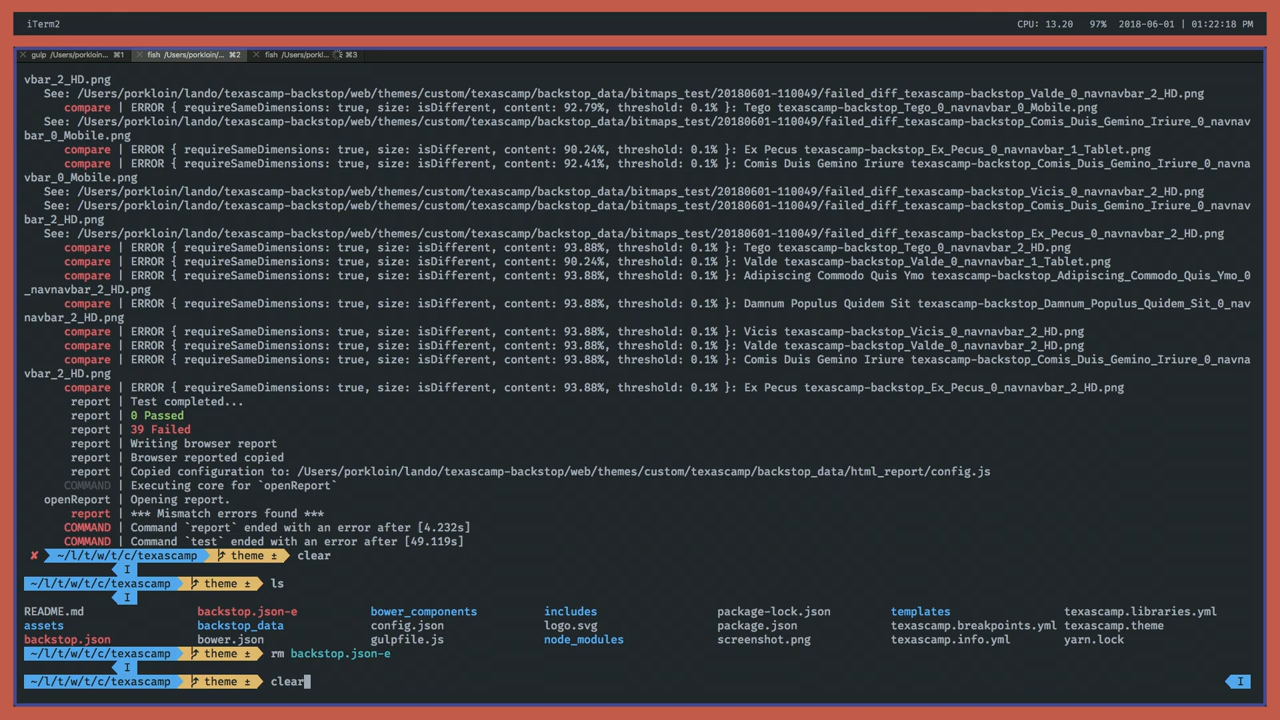 iTerm2 CPU: 13.20 97% 2018-06-01 | 01:22:18 PM
× gulp /Users/porkloin... ⌘1 × fish /Users/porkloin/... ⌘2 × fish /Users/porkl... ⌘3
vbar_2_HD.png
See: /Users/porkloin/lando/texascamp-backstop/web/themes/custom/texascamp/backstop_data/bitmaps_test/20180601-110049/failed_diff_texascamp-backstop_Valde_0_navnavbar_2_HD.png
compare | ERROR { requireSameDimensions: true, size: isDifferent, content: 92.79%, threshold: 0.1% }: Tego texascamp-backstop_Tego_0_navnavbar_0_Mobile.png
See: /Users/porkloin/lando/texascamp-backstop/web/themes/custom/texascamp/backstop_data/bitmaps_test/20180601-110049/failed_diff_texascamp-backstop_Comis_Duis_Gemino_Iriure_0_navnav
bar_0_Mobile.png
compare | ERROR { requireSameDimensions: true, size: isDifferent, content: 90.24%, threshold: 0.1% }: Ex Pecus texascamp-backstop_Ex_Pecus_0_navnavbar_1_Tablet.png
compare | ERROR { requireSameDimensions: true, size: isDifferent, content: 92.41%, threshold: 0.1% }: Comis Duis Gemino Iriure texascamp-backstop_Comis_Duis_Gemino_Iriure_0_navna
vbar_0_Mobile.png
See: /Users/porkloin/lando/texascamp-backstop/web/themes/custom/texascamp/backstop_data/bitmaps_test/20180601-110049/failed_diff_texascamp-backstop_Vicis_0_navnavbar_2_HD.png
See: /Users/porkloin/lando/texascamp-backstop/web/themes/custom/texascamp/backstop_data/bitmaps_test/20180601-110049/failed_diff_texascamp-backstop_Comis_Duis_Gemino_Iriure_0_navnav
bar_2_HD.png
See: /Users/porkloin/lando/texascamp-backstop/web/themes/custom/texascamp/backstop_data/bitmaps_test/20180601-110049/failed_diff_texascamp-backstop_Ex_Pecus_0_navnavbar_2_HD.png
compare | ERROR { requireSameDimensions: true, size: isDifferent, content: 93.88%, threshold: 0.1% }: Tego texascamp-backstop_Tego_0_navnavbar_2_HD.png
compare | ERROR { requireSameDimensions: true, size: isDifferent, content: 90.24%, threshold: 0.1% }: Valde texascamp-backstop_Valde_0_navnavbar_1_Tablet.png
compare | ERROR { requireSameDimensions: true, size: isDifferent, content: 93.88%, threshold: 0.1% }: Adipiscing Commodo Quis Ymo texascamp-backstop_Adipiscing_Commodo_Quis_Ymo_0
_navnavbar_2_HD.png
compare | ERROR { requireSameDimensions: true, size: isDifferent, content: 93.88%, threshold: 0.1% }: Damnum Populus Quidem Sit texascamp-backstop_Damnum_Populus_Quidem_Sit_0_nav
navbar_2_HD.png
compare | ERROR { requireSameDimensions: true, size: isDifferent, content: 93.88%, threshold: 0.1% }: Vicis texascamp-backstop_Vicis_0_navnavbar_2_HD.png
compare | ERROR { requireSameDimensions: true, size: isDifferent, content: 93.88%, threshold: 0.1% }: Valde texascamp-backstop_Valde_0_navnavbar_2_HD.png
compare | ERROR { requireSameDimensions: true, size: isDifferent, content: 93.88%, threshold: 0.1% }: Comis Duis Gemino Iriure texascamp-backstop_Comis_Duis_Gemino_Iriure_0_navna
vbar_2_HD.png
compare | ERROR { requireSameDimensions: true, size: isDifferent, content: 93.88%, threshold: 0.1% }: Ex Pecus texascamp-backstop_Ex_Pecus_0_navnavbar_2_HD.png
report | Test completed...
report | 0 Passed
report | 39 Failed
report | Writing browser report
report | Browser reported copied
report | Copied configuration to: /Users/porkloin/lando/texascamp-backstop/web/themes/custom/texascamp/backstop_data/html_report/config.js
COMMAND | Executing core for `openReport`
openReport | Opening report.
report | *** Mismatch errors found ***
COMMAND | Command `report` ended with an error after [4.232s]
COMMAND | Command `test` ended with an error after [49.119s]
✘ ~/l/t/w/t/c/texascamp theme ± clear
I
~/l/t/w/t/c/texascamp theme ± ls
I
README.md backstop.json-e bower_components includes package-lock.json templates texascamp.libraries.yml
assets backstop_data config.json logo.svg package.json texascamp.breakpoints.yml texascamp.theme
backstop.json bower.json gulpfile.js node_modules screenshot.png texascamp.info.yml yarn.lock
~/l/t/w/t/c/texascamp theme ± rm backstop.json-e
I
~/l/t/w/t/c/texascamp theme ± clear I